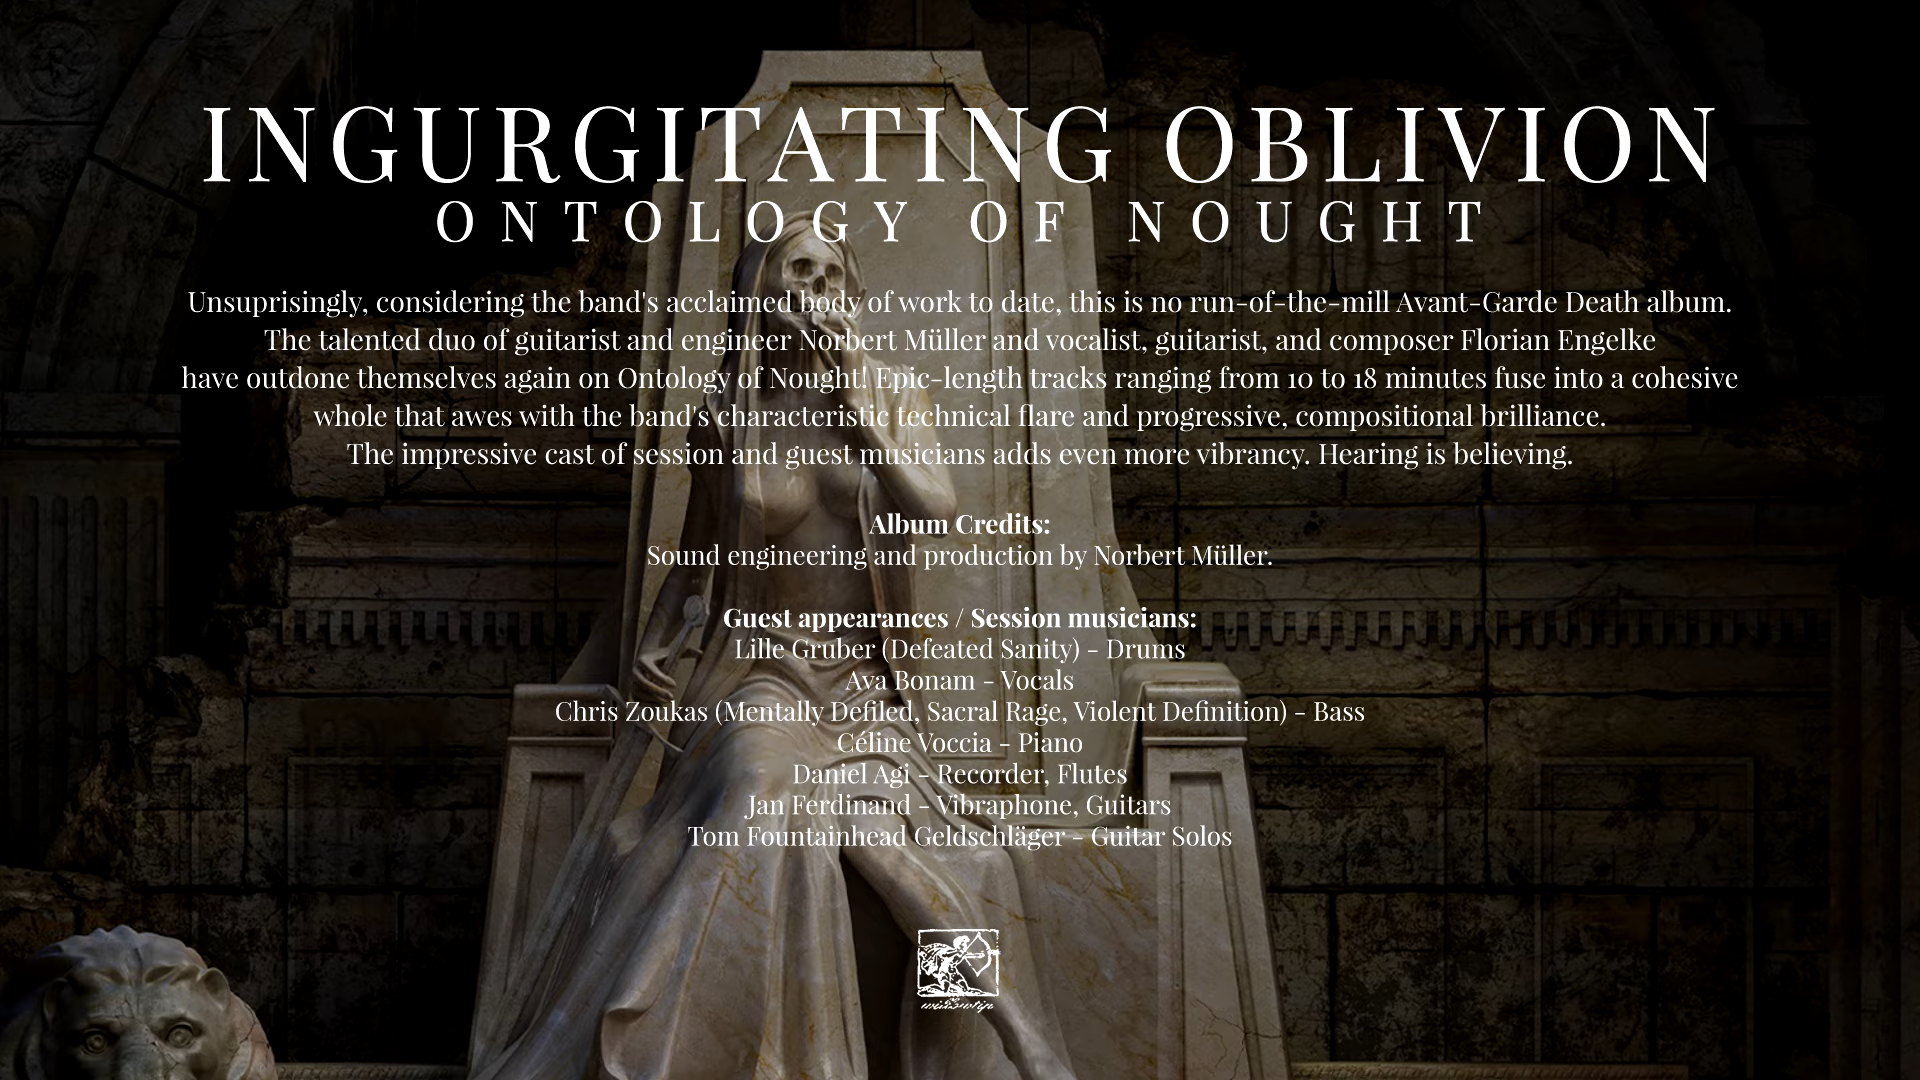 INGURGITATING OBLIVION
ONTOLOGY OF NOUGHT
Unsuprisingly, considering the band's acclaimed body of work to date, this is no run-of-the-mill Avant-Garde Death album.
The talented duo of guitarist and engineer Norbert Müller and vocalist, guitarist, and composer Florian Engelke
have outdone themselves again on Ontology of Nought! Epic-length tracks ranging from 10 to 18 minutes fuse into a cohesive
whole that awes with the band's characteristic technical flare and progressive, compositional brilliance.
The impressive cast of session and guest musicians adds even more vibrancy. Hearing is believing.
Album Credits:
Sound engineering and production by Norbert Müller.
Guest appearances / Session musicians:
Lille Gruber (Defeated Sanity) - Drums
Ava Bonam - Vocals
Chris Zoukas (Mentally Defiled, Sacral Rage, Violent Definition) - Bass
Céline Voccia - Piano
Daniel Agi - Recorder, Flutes
Jan Ferdinand - Vibraphone, Guitars
Tom Fountainhead Geldschläger - Guitar Solos